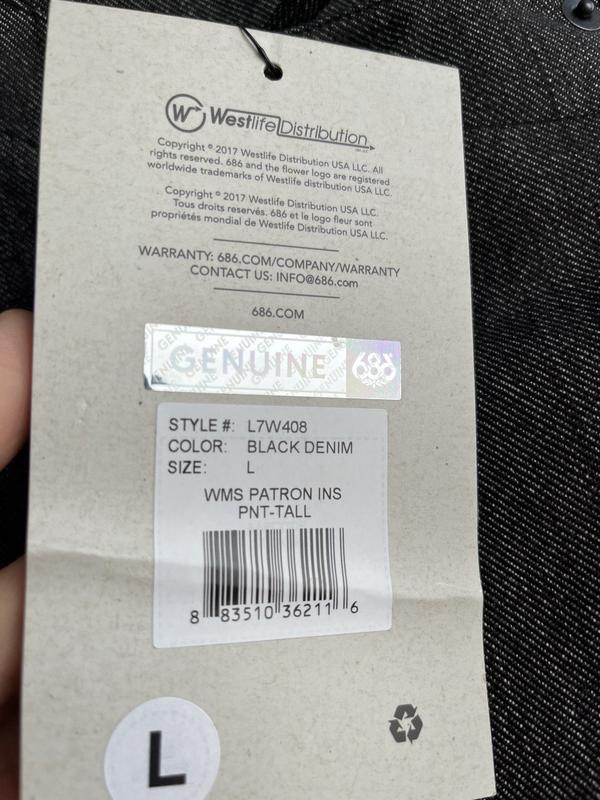 W Westlife Distribution
Copyright © 2017 Westlife Distribution USA LLC. All
rights reserved. 686 and the flower logo are registered
worldwide trademarks of Westlife distribution USA LLC.
Copyright © 2017 Westlife Distribution USA LLC.
Tous droits reservés. 686 et le logo fleur sont
propriétés mondial de Westlife Distribution USA LLC.
WARRANTY: 686.COM/COMPANY/WARRANTY
CONTACT US: INFO@686.com
686.COM
GENUINE 686
STYLE #: L7W408
COLOR: BLACK DENIM
SIZE: L
WMS PATRON INS
PNT-TALL
8 83510 36211 6
L